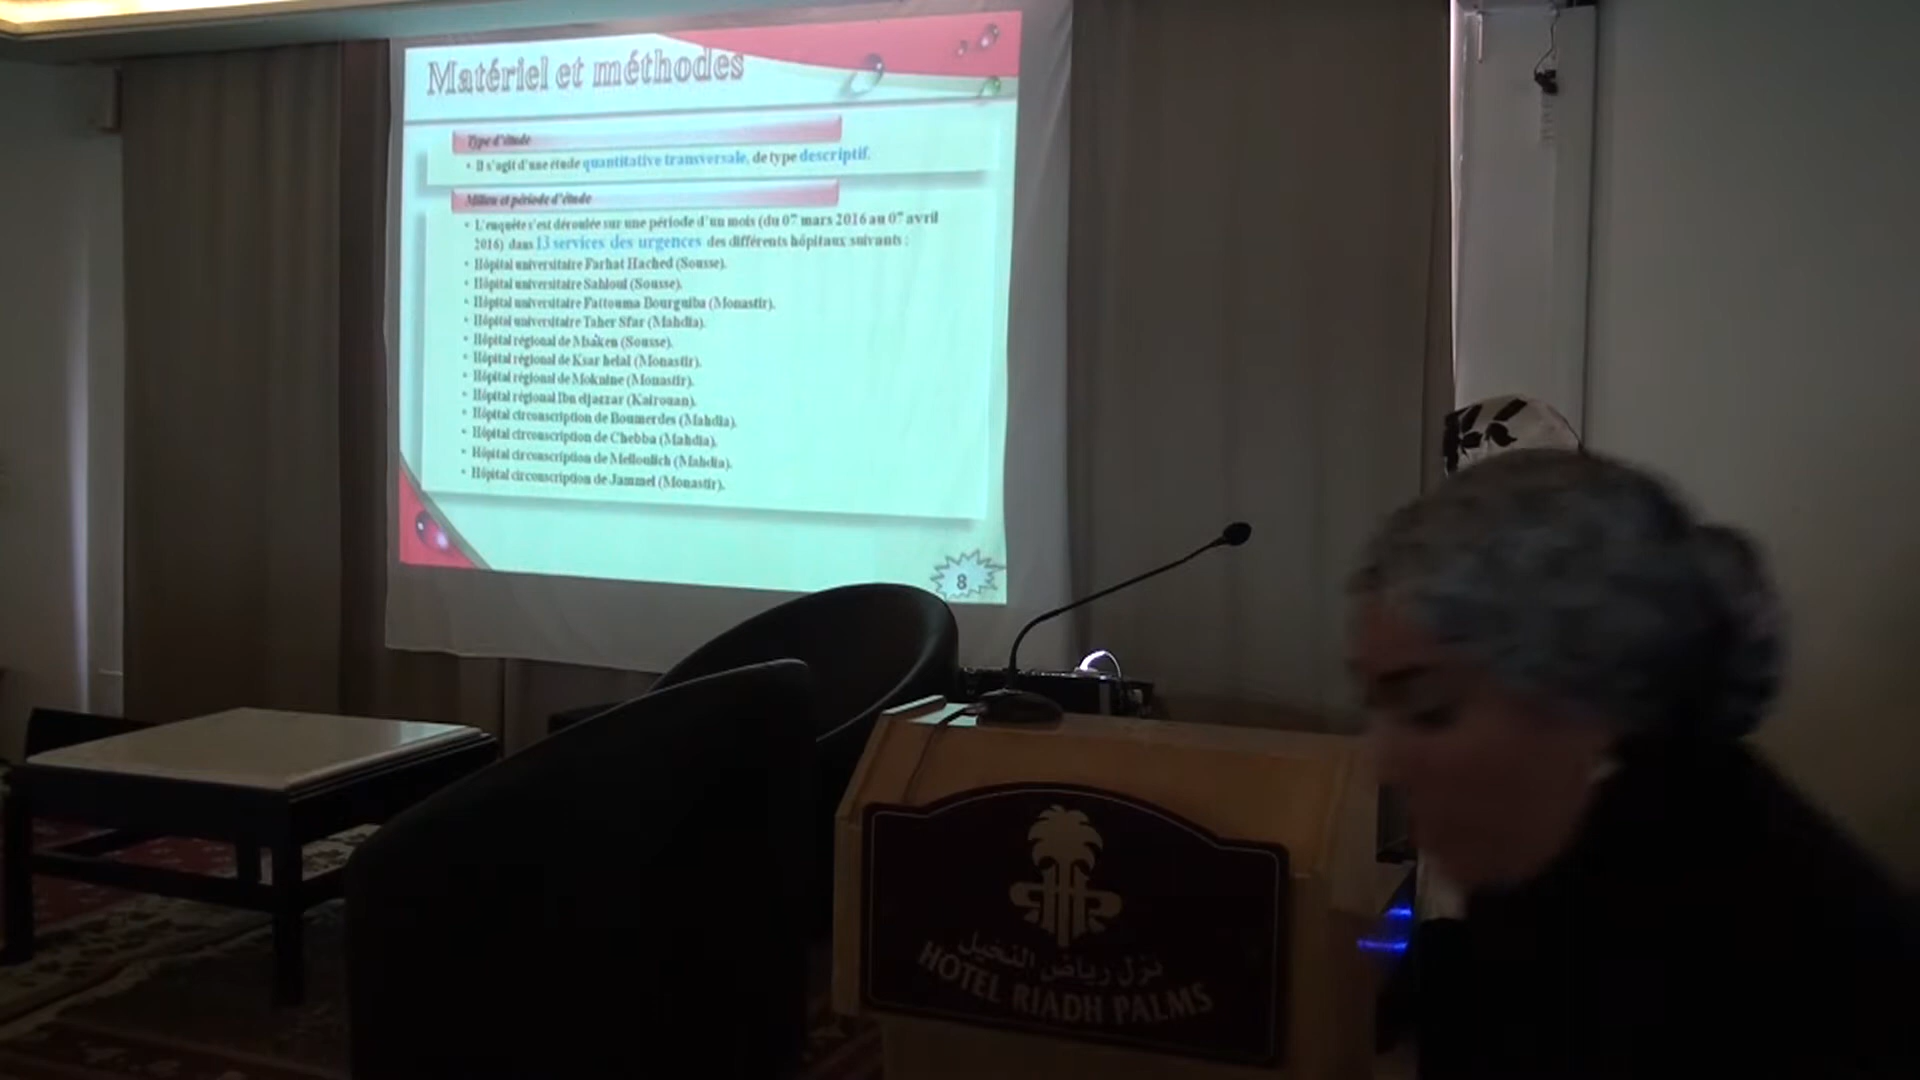 Matériel et méthodes
Type d'étude
• Il s'agit d'une étude quantitative transversale, de type descriptif.
Milieu et période d'étude
• L'enquête s'est déroulée sur une période d'un mois (du 07 mars 2016 au 07 avril
2016) dans 13 services des urgences des différents hôpitaux suivants :
• Hôpital universitaire Farhat Hached (Sousse).
• Hôpital universitaire Sahloul (Sousse).
• Hôpital universitaire Fattouma Bourguiba (Monastir).
• Hôpital universitaire Taher Sfar (Mahdia).
• Hôpital régional de Msaken (Sousse).
• Hôpital régional de Ksar helal (Monastir).
• Hôpital régional de Moknine (Monastir).
• Hôpital régional Ibn eljazzar (Kairouan).
• Hôpital circonscription de Boumerdes (Mahdia).
• Hôpital circonscription de Chebba (Mahdia).
• Hôpital circonscription de Melloulich (Mahdia).
• Hôpital circonscription de Jammel (Monastir).
8
نزل رياض النخيل
HOTEL RIADH PALMS